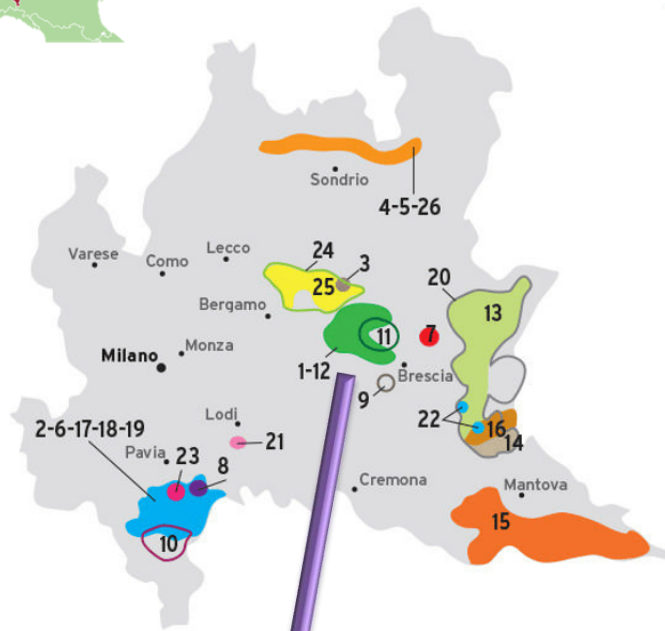 Sondrio
4-5-26
Varese
Como
Lecco
24
3
25
Bergamo
20
13
Milano
Monza
11
7
1-12
Brescia
9
22
16
14
2-6-17-18-19
Lodi
21
Pavia
23
8
Cremona
Mantova
15
10